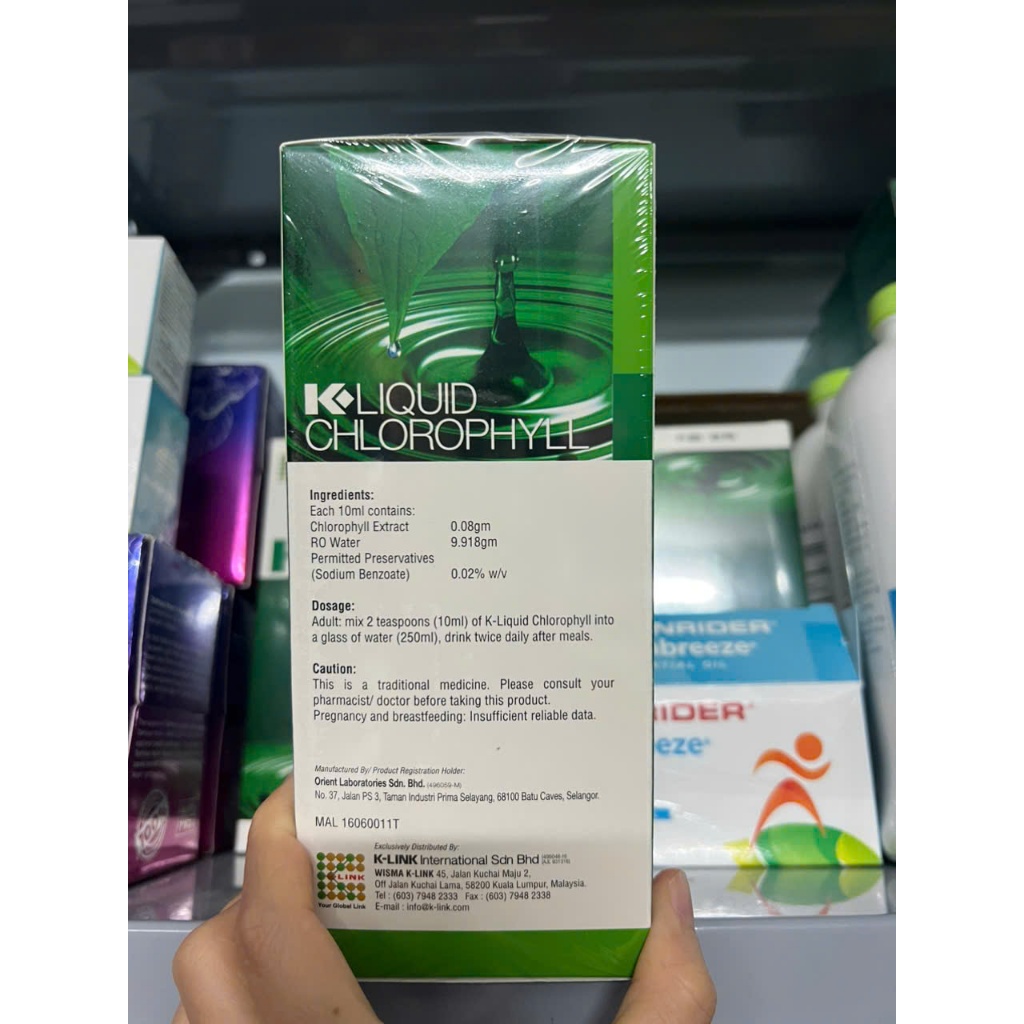 K LIQUID
CHLOROPHYLL
Ingredients:
Each 10ml contains:
Chlorophyll Extract 0.08gm
RO Water 9.918gm
Permitted Preservatives
(Sodium Benzoate) 0.02% w/v
Dosage:
Adult: mix 2 teaspoons (10ml) of K-Liquid Chlorophyll into
a glass of water (250ml), drink twice daily after meals.
Caution:
This is a traditional medicine. Please consult your
pharmacist/ doctor before taking this product.
Pregnancy and breastfeeding: Insufficient reliable data.
Manufactured By/ Product Registration Holder:
Orient Laboratories Sdn. Bhd. (496069-M)
No. 37, Jalan PS 3, Taman Industri Prima Selayang, 68100 Batu Caves, Selangor.
MAL 16060011T
Exclusively Distributed By:
K-LINK International Sdn Bhd
WISMA K-LINK 45, Jalan Kuchai Maju 2,
Off Jalan Kuchai Lama, 58200 Kuala Lumpur, Malaysia.
Tel : (603) 7948 2333 Fax : (603) 7948 2338
E-mail : info@k-link.com
K LINK
Your Global Link
NRIDER
breeze
RIDER
eze